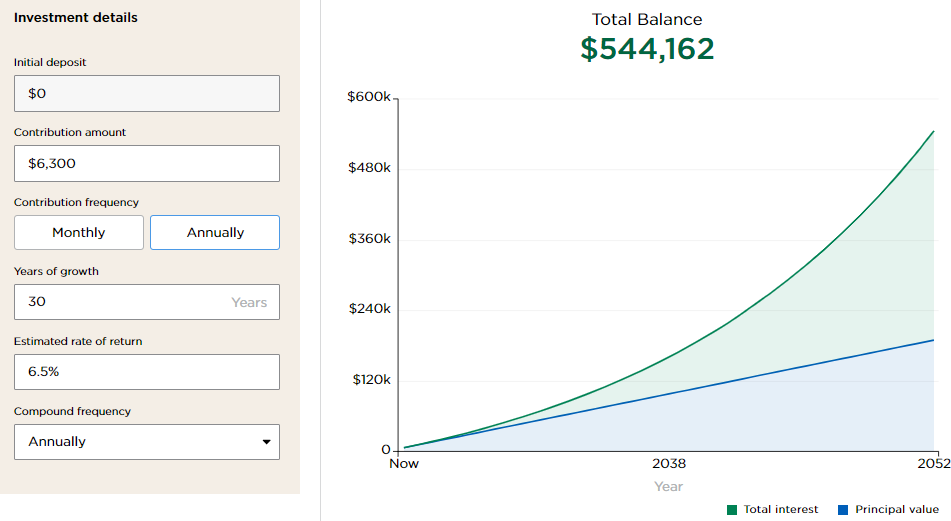 Investment details
Initial deposit
$0
Contribution amount
$6,300
Contribution frequency
Monthly Annually
Years of growth
30 Years
Estimated rate of return
6.5%
Compound frequency
Annually
Total Balance
$544,162
$600k
$480k
$360k
$240k
$120k
0
Now 2038 2052
Year
Total interest Principal value